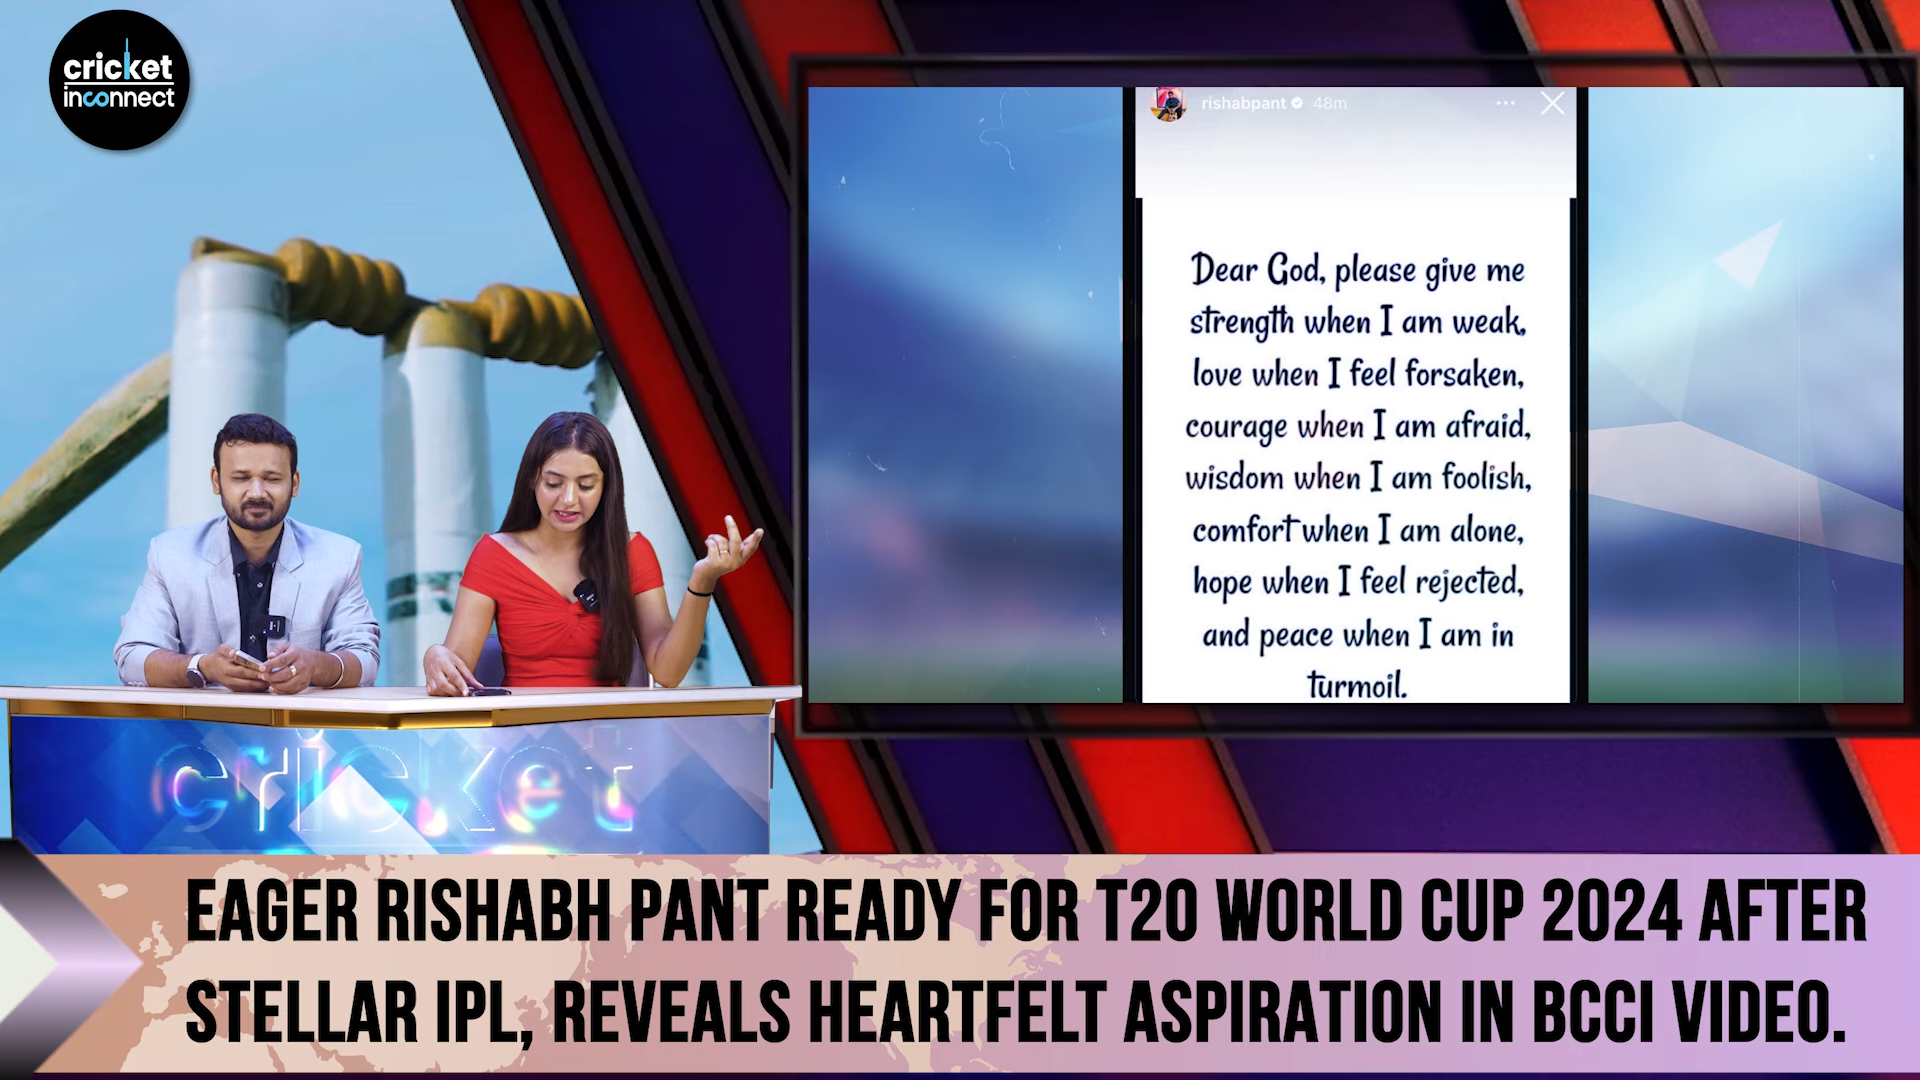 cricket
inconnect
rishabpant 48m
Dear God, please give me
strength when I am weak,
love when I feel forsaken,
courage when I am afraid,
wisdom when I am foolish,
comfort when I am alone,
hope when I feel rejected,
and peace when I am in
turmoil.
cricket
EAGER RISHABH PANT READY FOR T20 WORLD CUP 2024 AFTER
STELLAR IPL, REVEALS HEARTFELT ASPIRATION IN BCCI VIDEO.